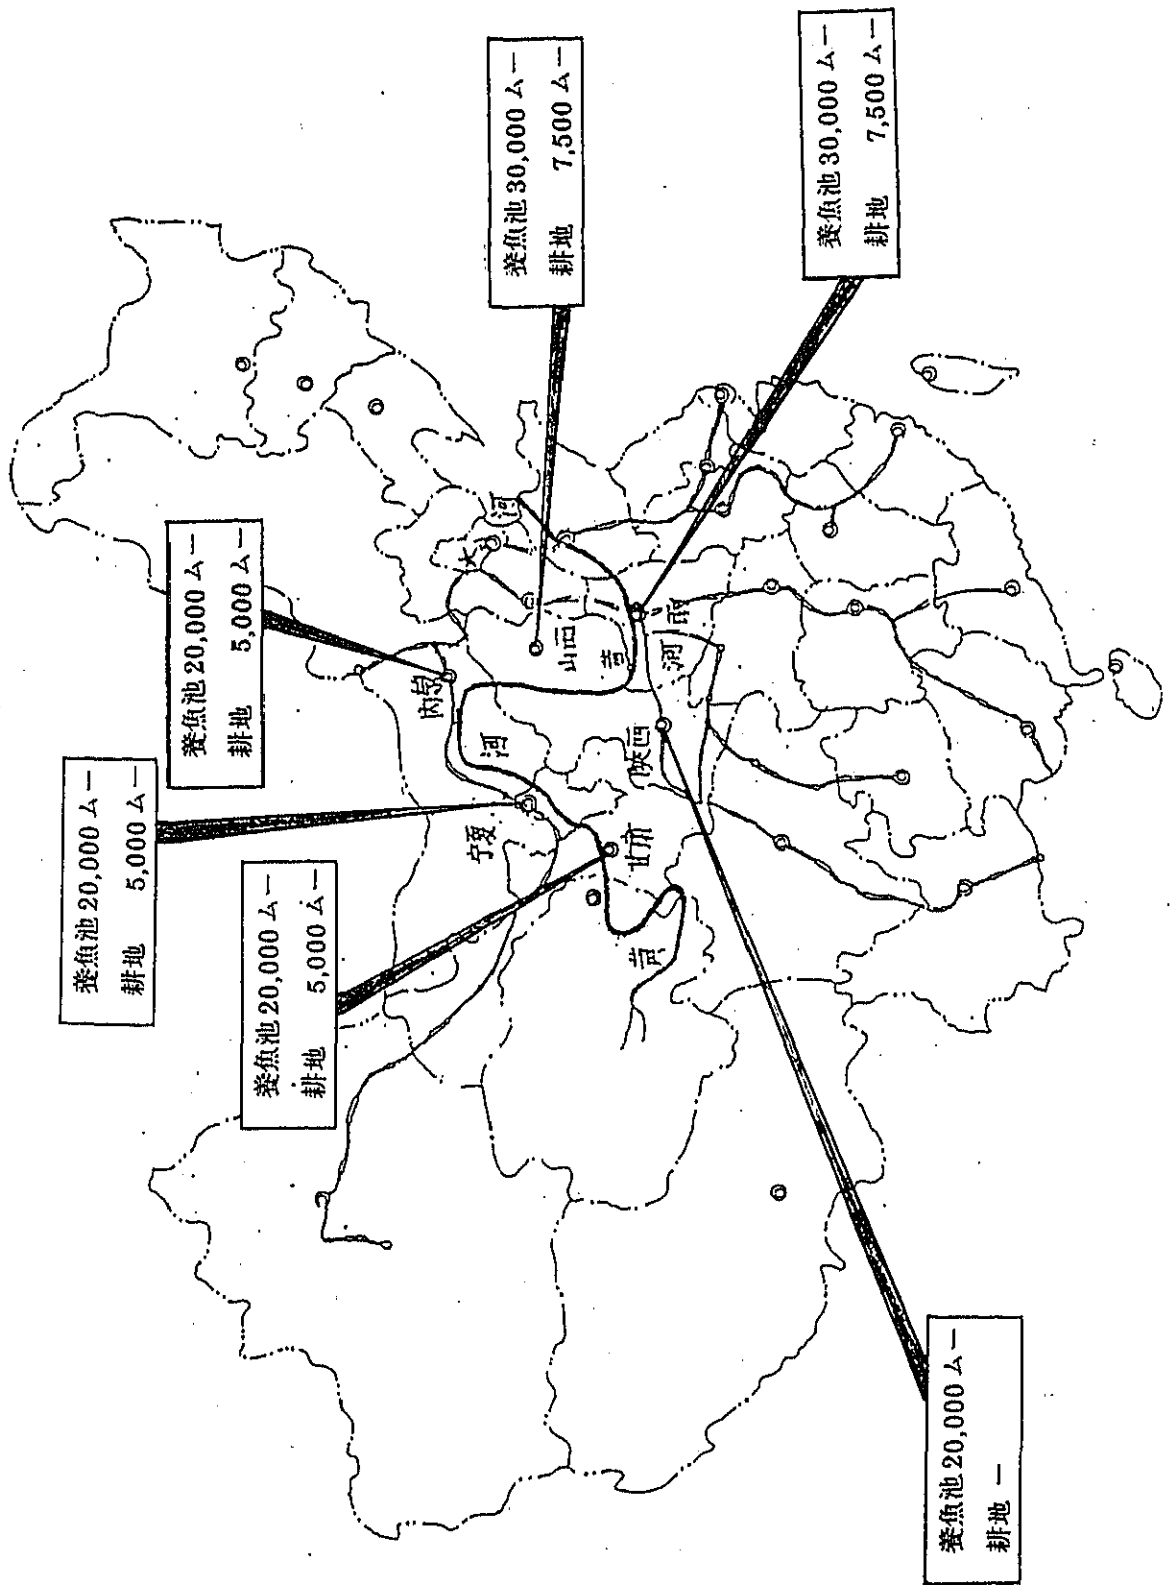 養魚池 20,000 ムー
耕地 5,000 ムー
養魚池 20,000 ムー
耕地 5,000 ムー
養魚池 20,000 ムー
耕地 5,000 ムー
内蒙
大
宁夏
河
河
養魚池 30,000 ムー
耕地 7,500 ムー
山西
黄
甘肃
陝西
黄
河南
養魚池 30,000 ムー
耕地 7,500 ムー
養魚池 20,000 ムー
耕地 ー